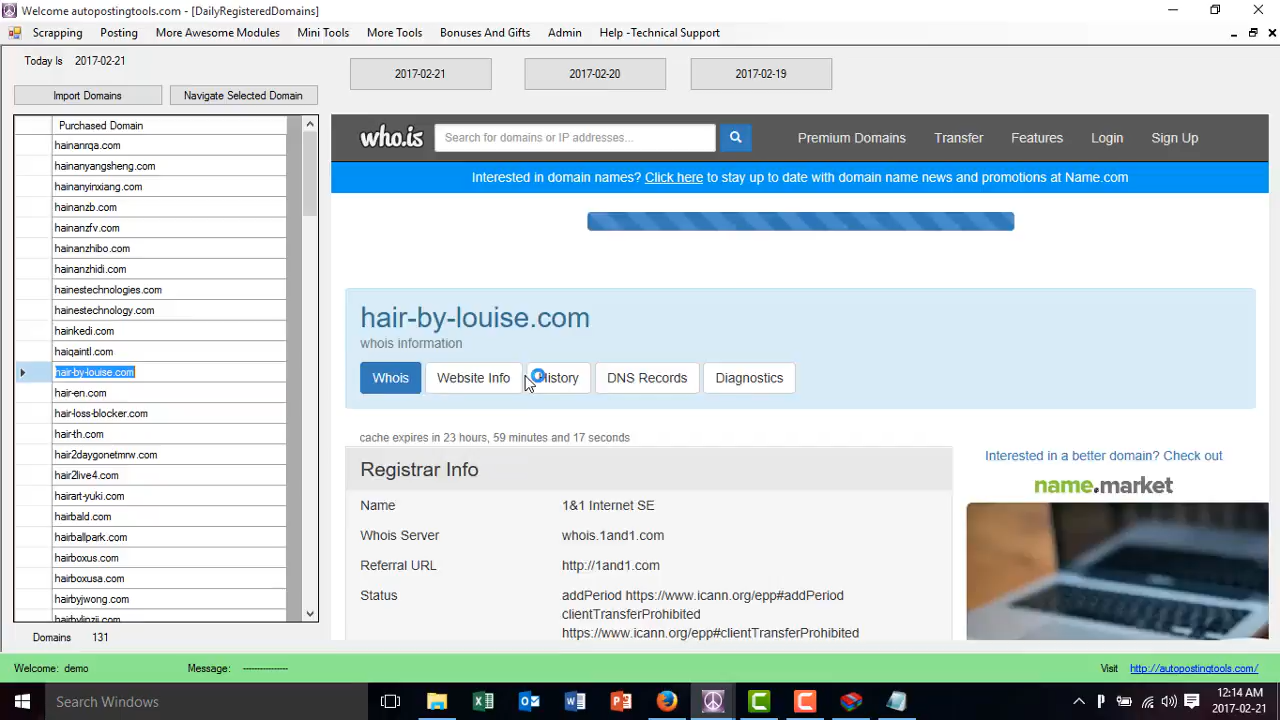 Welcome autopostingtools.com - [DailyRegisteredDomains]
Scrapping Posting More Awesome Modules Mini Tools More Tools Bonuses And Gifts Admin Help -Technical Support
Today Is 2017-02-21
2017-02-21 2017-02-20 2017-02-19
Import Domains Navigate Selected Domain
Purchased Domain
hainanrqa.com
hainanyangsheng.com
hainanyinxiang.com
hainanzb.com
hainanzfv.com
hainanzhibo.com
hainanzhidi.com
hainestechnologies.com
hainestechnology.com
hainkedi.com
haiqaintl.com
hair-by-louise.com
hair-en.com
hair-loss-blocker.com
hair-th.com
hair2daygonetmrw.com
hair2live4.com
hairart-yuki.com
hairbald.com
hairballpark.com
hairboxus.com
hairboxusa.com
hairbyjwong.com
hairbylinzii.com
Domains 131
who.is Search for domains or IP addresses... Premium Domains Transfer Features Login Sign Up
Interested in domain names? Click here to stay up to date with domain name news and promotions at Name.com
hair-by-louise.com
whois information
Whois Website Info History DNS Records Diagnostics
cache expires in 23 hours, 59 minutes and 17 seconds
Registrar Info
Name 1&1 Internet SE
Whois Server whois.1and1.com
Referral URL http://1and1.com
Status addPeriod https://www.icann.org/epp#addPeriod
clientTransferProhibited
https://www.icann.org/epp#clientTransferProhibited
Interested in a better domain? Check out
name.market
Welcome: demo Message: --------------- Visit http://autopostingtools.com/
Search Windows
12:14 AM
2017-02-21